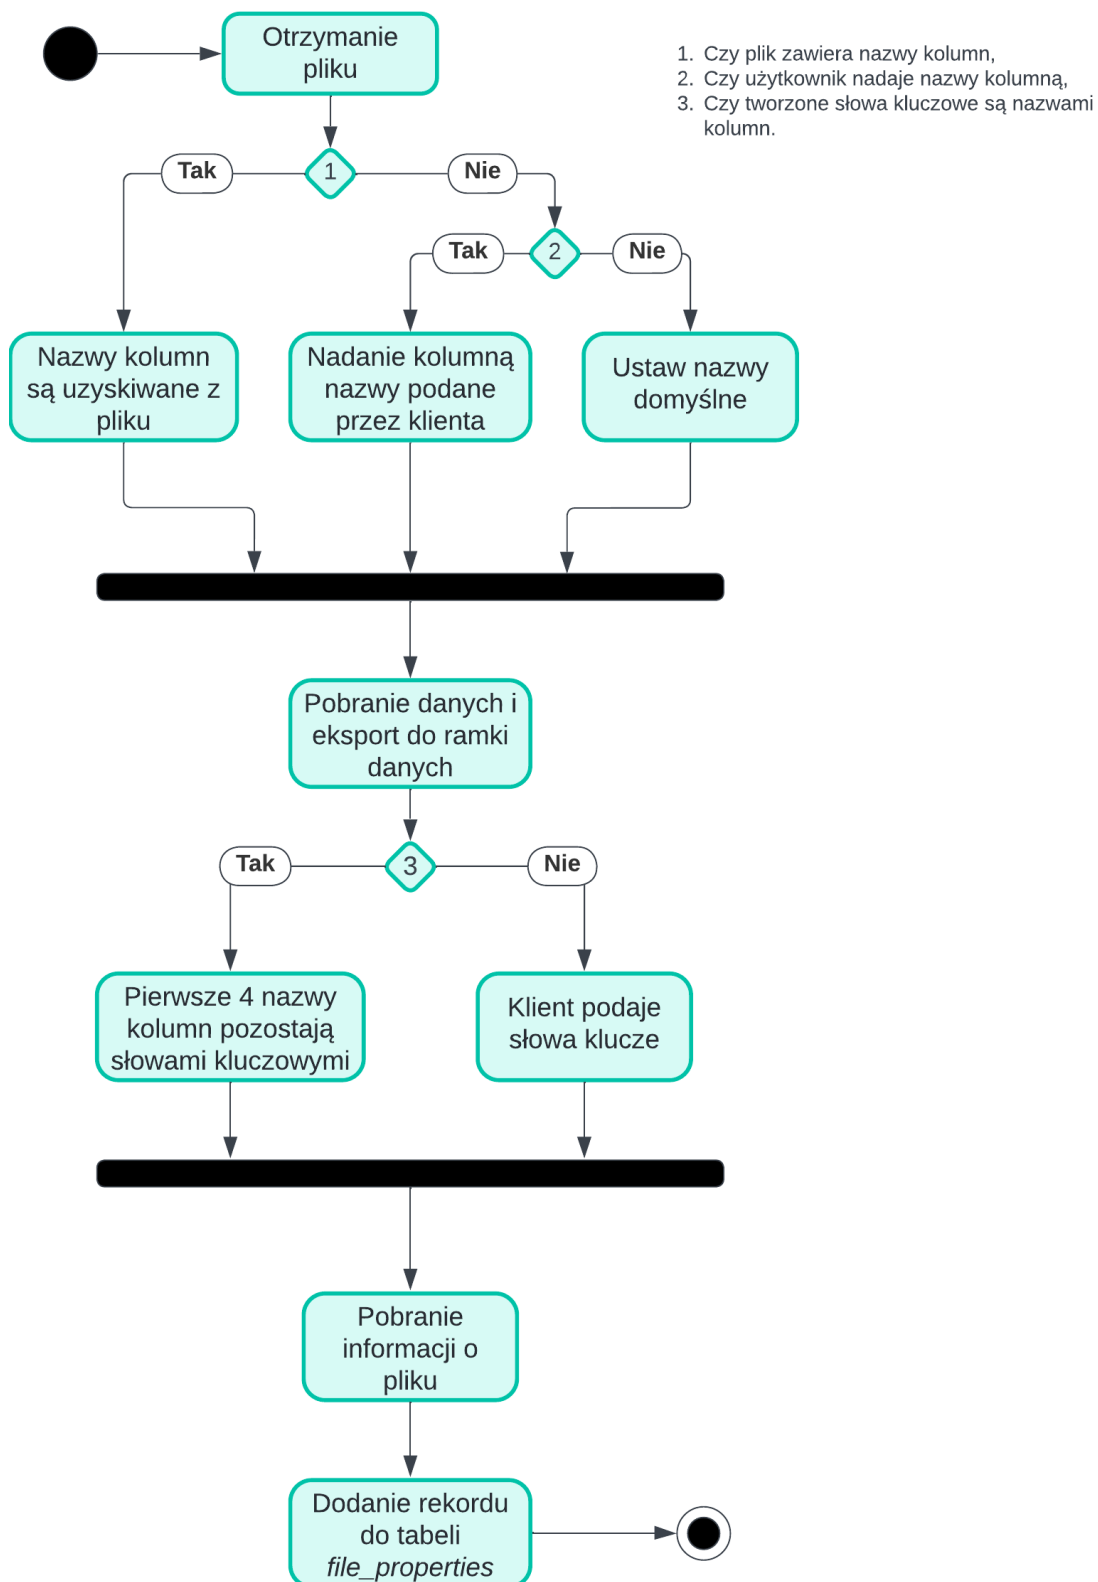 Otrzymanie
pliku
1. Czy plik zawiera nazwy kolumn,
2. Czy użytkownik nadaje nazwy kolumną,
3. Czy tworzone słowa kluczowe są nazwami
kolumn.
Tak
1
Nie
Tak
2
Nie
Nazwy kolumn
są uzyskiwane z
pliku
Nadanie kolumną
nazwy podane
przez klienta
Ustaw nazwy
domyślne
Pobranie danych i
eksport do ramki
danych
Tak
3
Nie
Pierwsze 4 nazwy
kolumn pozostają
słowami kluczowymi
Klient podaje
słowa klucze
Pobranie
informacji o
pliku
Dodanie rekordu
do tabeli
file_properties